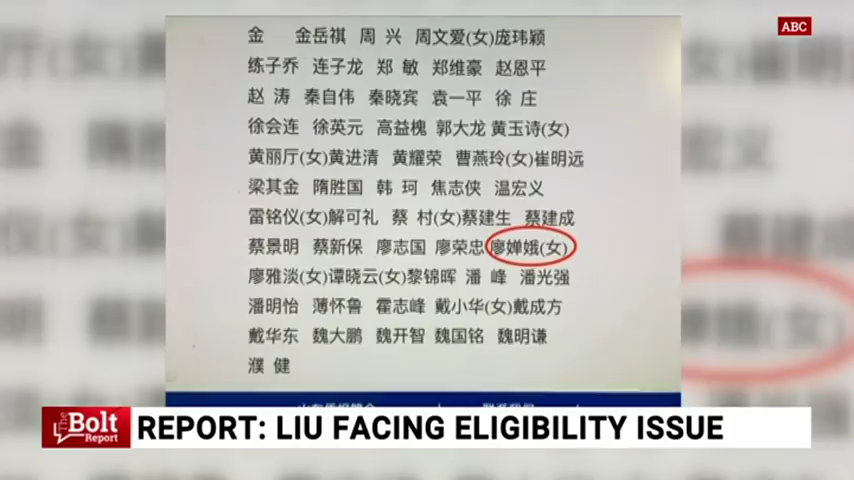 ABC
金 金岳祺 周 兴 周文爱(女)庞玮颖
练子乔 连子龙 郑 敏 郑维豪 赵恩平
赵 涛 秦自伟 秦晓宾 袁一平 徐 庄
徐会连 徐英元 高益槐 郭大龙 黄玉诗(女)
黄丽厅(女)黄进清 黄耀荣 曹燕玲(女)崔明远
梁其金 隋胜国 韩 珂 焦志侠 温宏义
雷铭仪(女)解可礼 蔡 村(女)蔡建生 蔡建成
蔡景明 蔡新保 廖志国 廖荣忠 廖婵娥(女)
廖雅淡(女)谭晓云(女)黎锦晖 潘 峰 潘光强
潘明怡 薄怀鲁 霍志峰 戴小华(女)戴成方
戴华东 魏大鹏 魏开智 魏国铭 魏明谦
濮 健
The Bolt Report
REPORT: LIU FACING ELIGIBILITY ISSUE